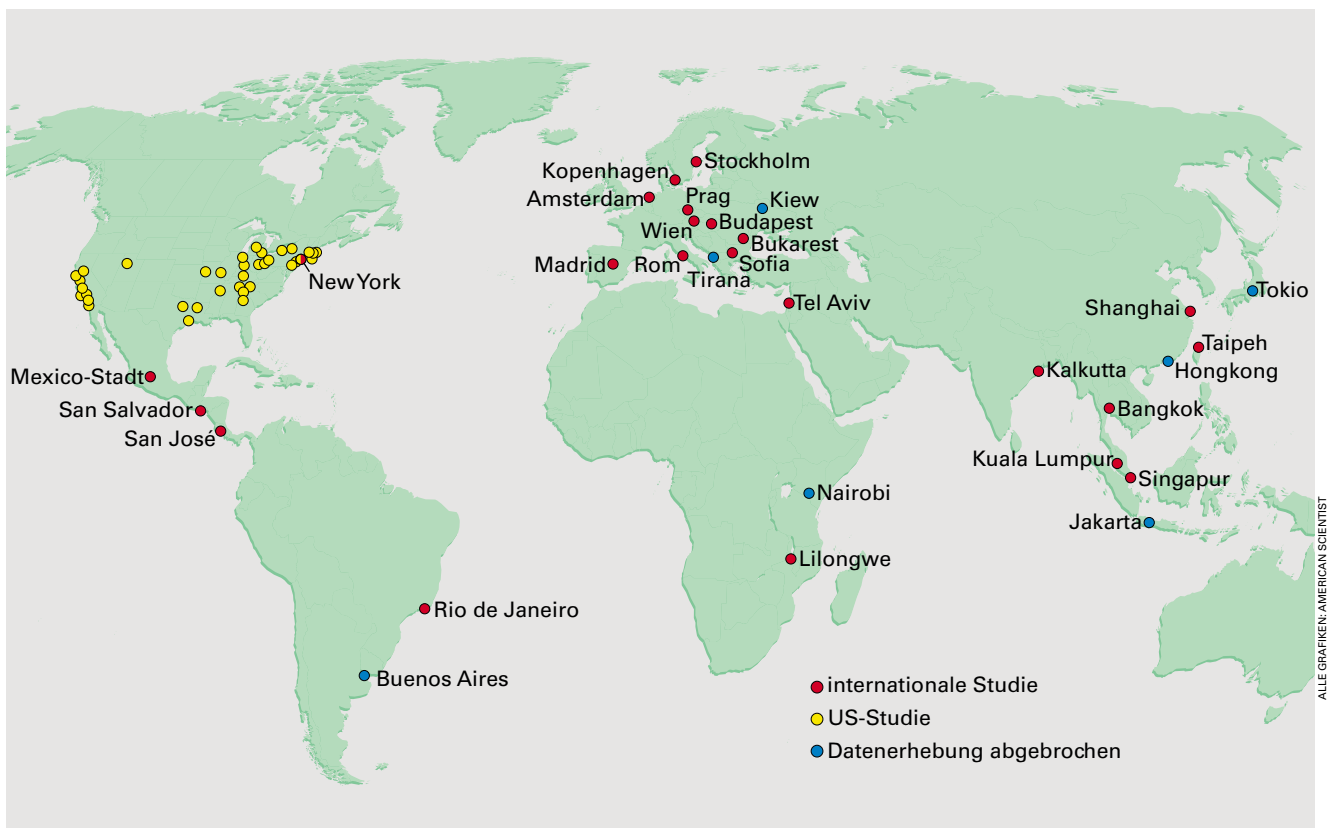 Stockholm
Kopenhagen
Amsterdam
Prag
Kiew
Wien
Budapest
Bukarest
Madrid
Rom
Sofia
Tirana
New York
Tel Aviv
Tokio
Shanghai
Taipeh
Mexico-Stadt
Kalkutta
Hongkong
San Salvador
Bangkok
San José
Kuala Lumpur
Singapur
Nairobi
Jakarta
Lilongwe
Rio de Janeiro
Buenos Aires
internationale Studie
US-Studie
Datenerhebung abgebrochen
ALLE GRAFIKEN: AMERICAN SCIENTIST